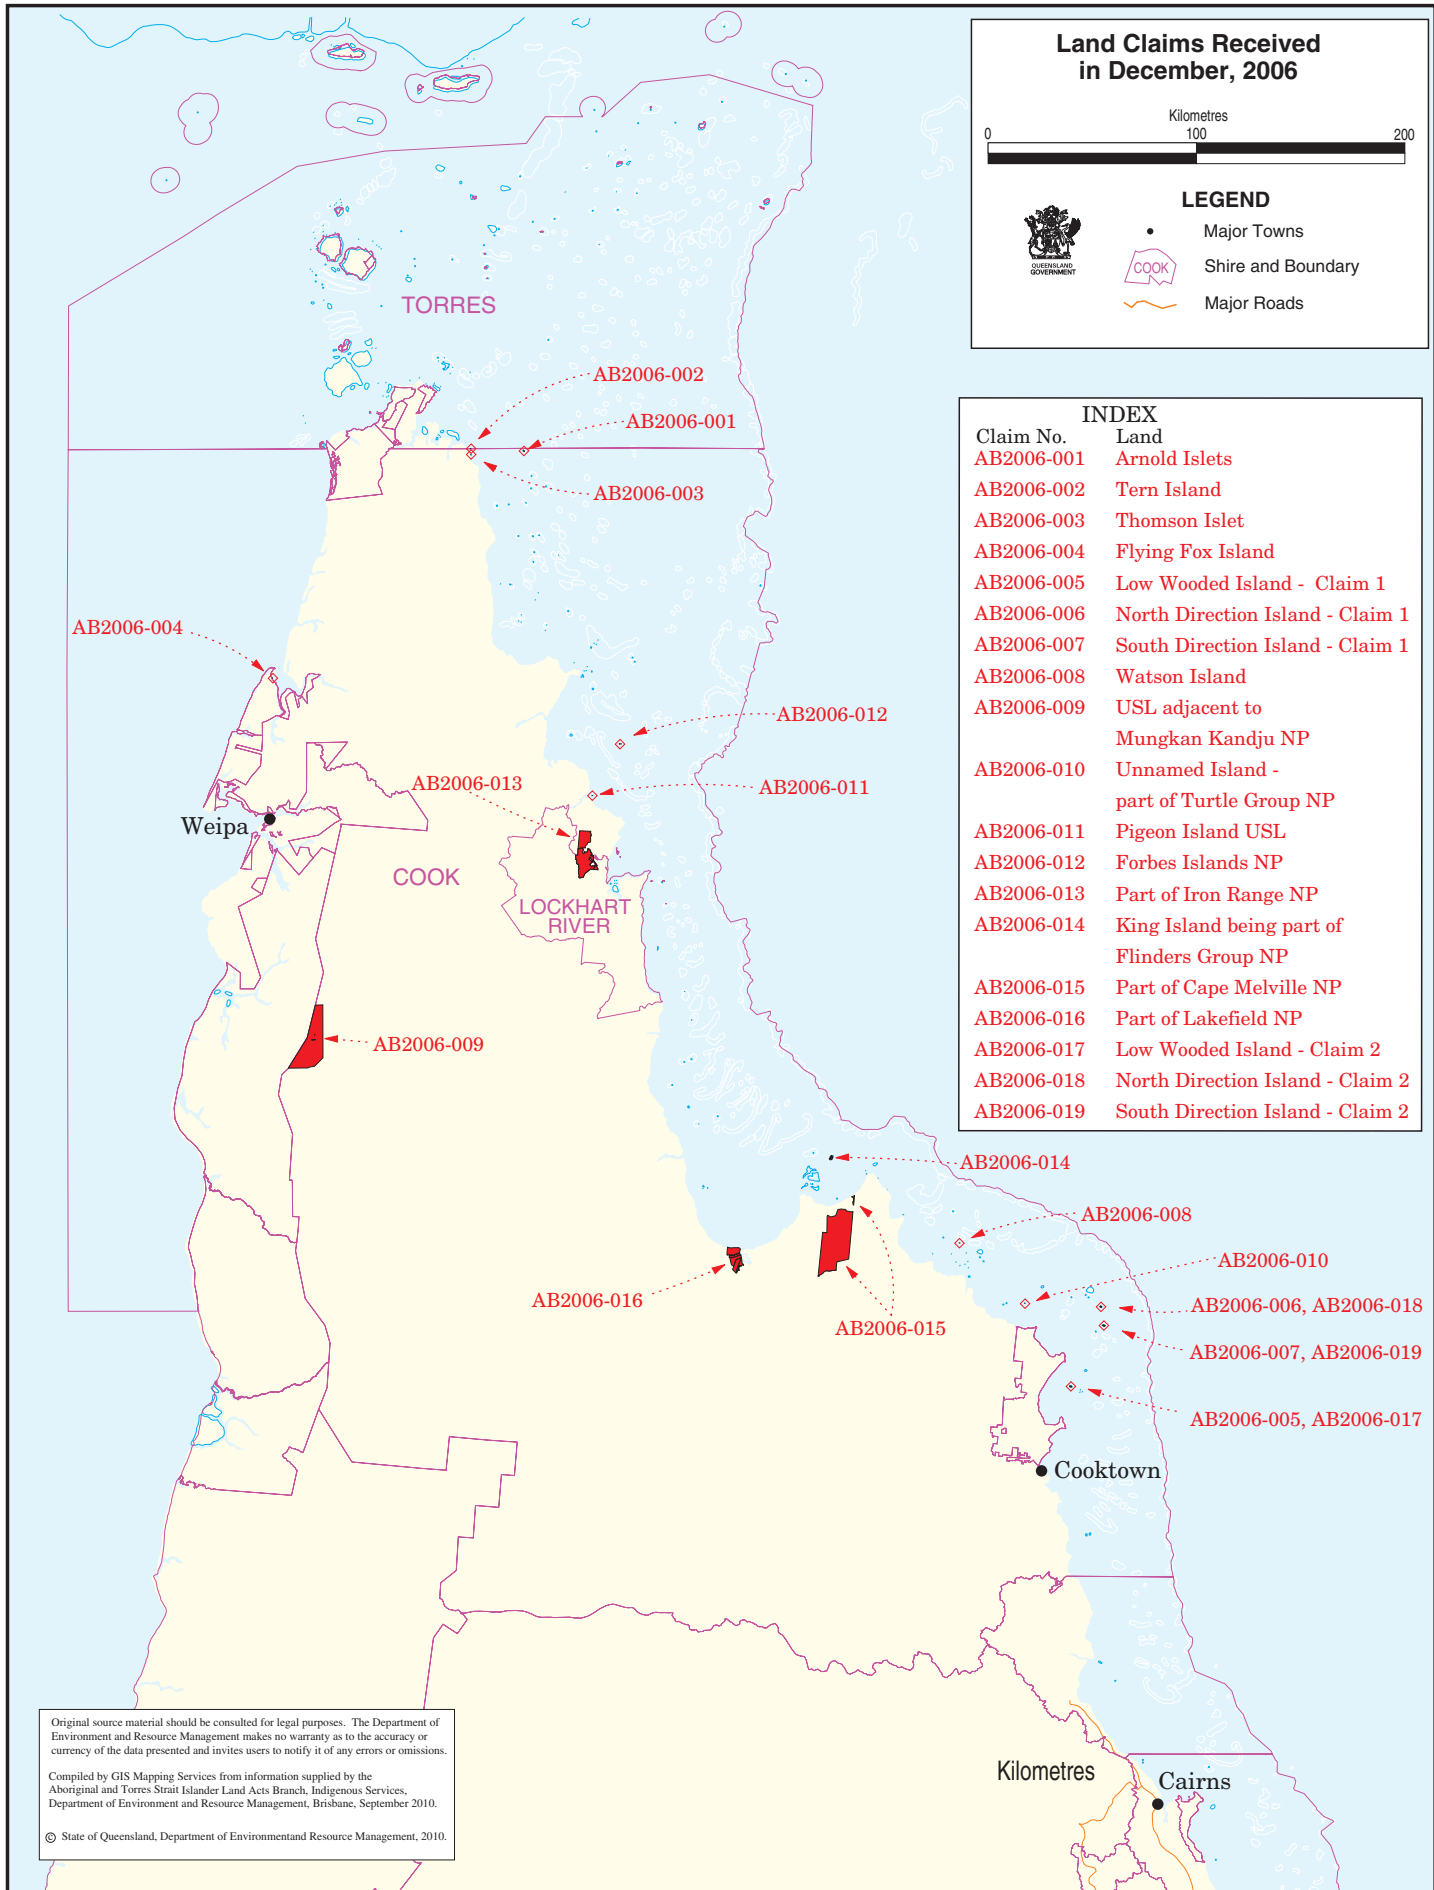 Land Claims Received
in December, 2006
Kilometres
0 100 200
LEGEND
QUEENSLAND
GOVERNMENT
Major Towns
COOK
Shire and Boundary
Major Roads
TORRES
AB2006-002
AB2006-001
AB2006-003
INDEX
Claim No. Land
AB2006-001 Arnold Islets
AB2006-002 Tern Island
AB2006-003 Thomson Islet
AB2006-004 Flying Fox Island
AB2006-005 Low Wooded Island - Claim 1
AB2006-006 North Direction Island - Claim 1
AB2006-007 South Direction Island - Claim 1
AB2006-008 Watson Island
AB2006-009 USL adjacent to
Mungkan Kandju NP
AB2006-010 Unnamed Island -
part of Turtle Group NP
AB2006-011 Pigeon Island USL
AB2006-012 Forbes Islands NP
AB2006-013 Part of Iron Range NP
AB2006-014 King Island being part of
Flinders Group NP
AB2006-015 Part of Cape Melville NP
AB2006-016 Part of Lakefield NP
AB2006-017 Low Wooded Island - Claim 2
AB2006-018 North Direction Island - Claim 2
AB2006-019 South Direction Island - Claim 2
AB2006-004
AB2006-012
AB2006-013
AB2006-011
Weipa
COOK
LOCKHART
RIVER
AB2006-009
AB2006-014
AB2006-008
AB2006-010
AB2006-016
AB2006-006, AB2006-018
AB2006-015
AB2006-007, AB2006-019
AB2006-005, AB2006-017
Cooktown
Kilometres
Cairns
Original source material should be consulted for legal purposes. The Department of
Environment and Resource Management makes no warranty as to the accuracy or
currency of the data presented and invites users to notify it of any errors or omissions.
Compiled by GIS Mapping Services from information supplied by the
Aboriginal and Torres Strait Islander Land Acts Branch, Indigenous Services,
Department of Environment and Resource Management, Brisbane, September 2010.
© State of Queensland, Department of Environmentand Resource Management, 2010.